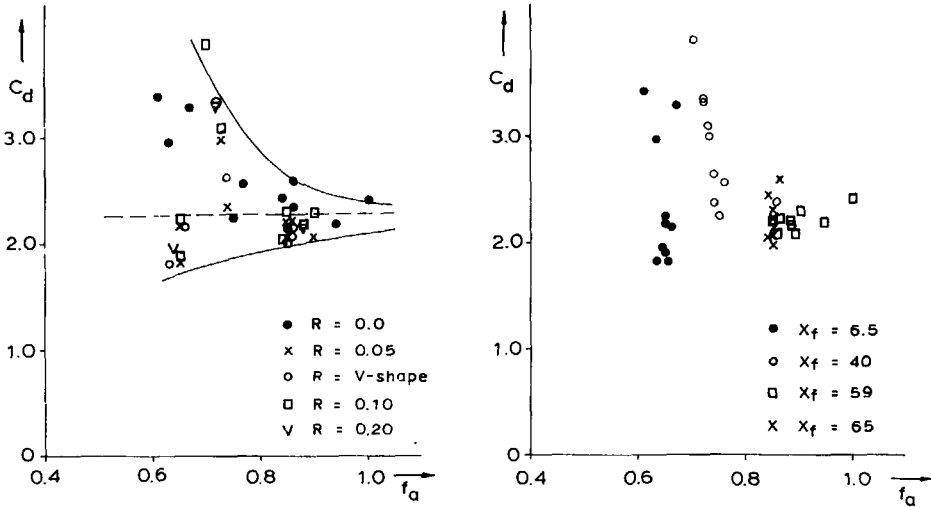 C_d
3.0
2.0
1.0
0
0.4
0.6
0.8
1.0
f_a
R = 0.0
R = 0.05
R = V-shape
R = 0.10
R = 0,20
C_d
3.0
2.0
1.0
0
0.4
0.6
0.8
1.0
f_a
X_f = 6.5
X_f = 40
X_f = 59
X_f = 65